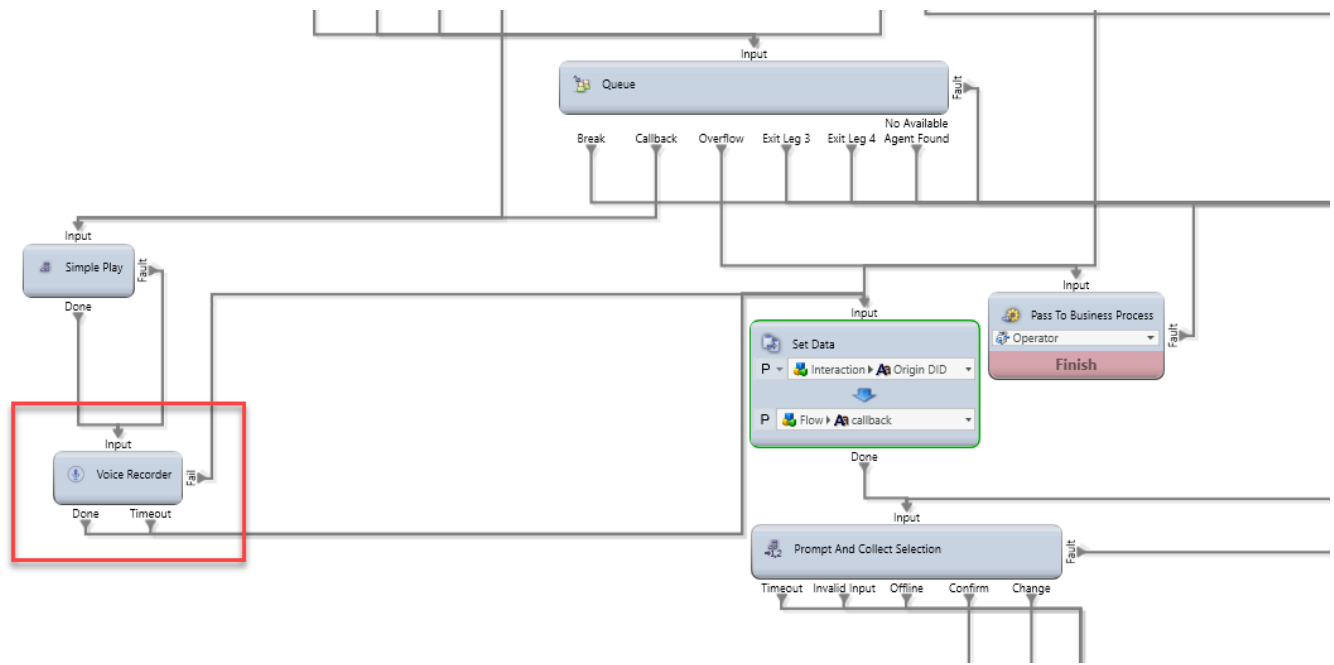 Input
Queue
Fault
Break
Callback
Overflow
Exit Leg 3
Exit Leg 4
No Available
Agent Found
Input
Simple Play
Fault
Done
Input
Pass To Business Process
Operator
Fault
Finish
Input
Set Data
P
Interaction
Origin DID
P
Flow
callback
Done
Input
Voice Recorder
Fail
Done
Timeout
Input
Prompt And Collect Selection
Fault
Timeout
Invalid Input
Offline
Confirm
Change